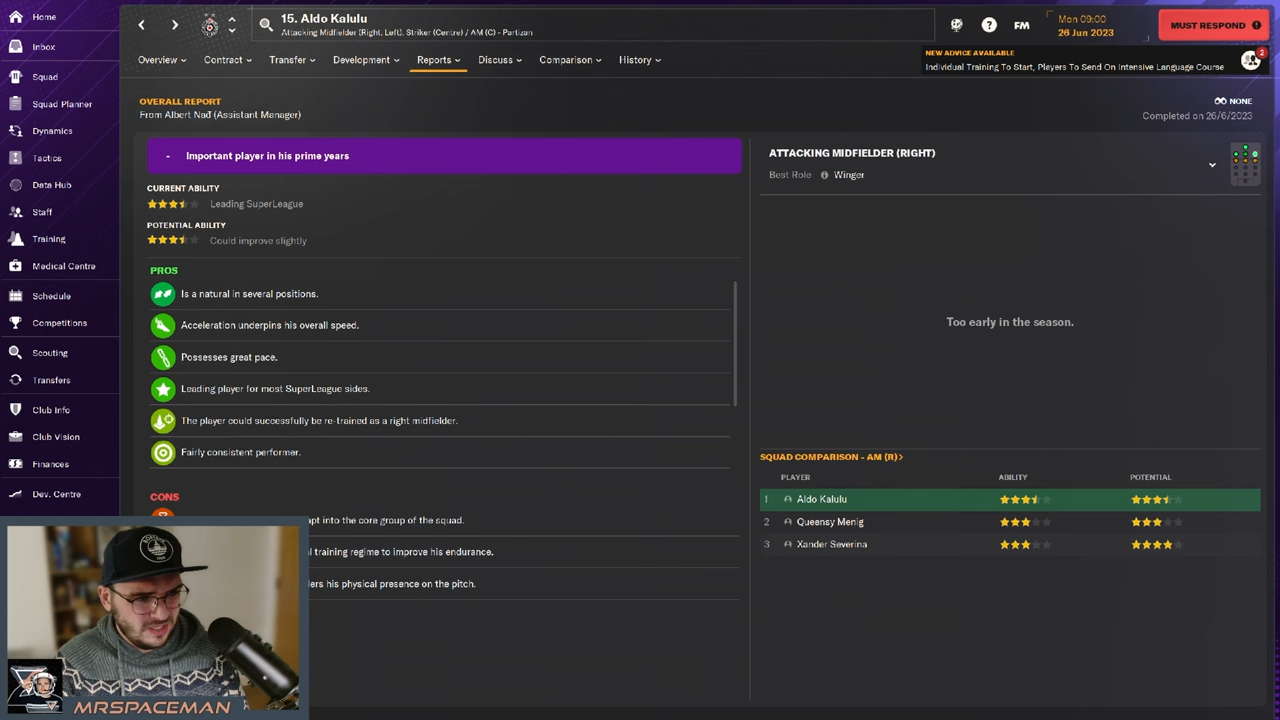 Home
Inbox
Squad
Squad Planner
Dynamics
Tactics
Data Hub
Staff
Training
Medical Centre
Schedule
Competitions
Scouting
Transfers
Club Info
Club Vision
Finances
Dev. Centre
15. Aldo Kalulu
Attacking Midfielder (Right, Left), Striker (Centre) / AM (C) - Partizan
FM
Mon 09:00
26 Jun 2023
MUST RESPOND
Overview
Contract
Transfer
Development
Reports
Discuss
Comparison
History
NEW ADVICE AVAILABLE
Individual Training To Start, Players To Send On Intensive Language Course
2
OVERALL REPORT
From Albert Nađ (Assistant Manager)
NONE
Completed on 26/6/2023
- Important player in his prime years
CURRENT ABILITY
Leading SuperLeague
POTENTIAL ABILITY
Could improve slightly
PROS
Is a natural in several positions.
Acceleration underpins his overall speed.
Possesses great pace.
Leading player for most SuperLeague sides.
The player could successfully be re-trained as a right midfielder.
Fairly consistent performer.
CONS
into the core group of the squad.
training regime to improve his endurance.
his physical presence on the pitch.
ATTACKING MIDFIELDER (RIGHT)
Best Role Winger
Too early in the season.
SQUAD COMPARISON - AM (R)>
PLAYER ABILITY POTENTIAL
1 Aldo Kalulu
2 Queensy Menig
3 Xander Severina
MRSPACEMAN